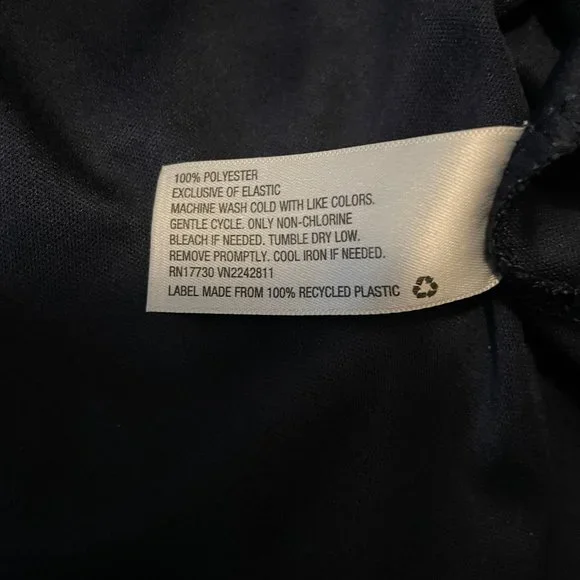 100% POLYESTER
EXCLUSIVE OF ELASTIC
MACHINE WASH COLD WITH LIKE COLORS.
GENTLE CYCLE. ONLY NON-CHLORINE
BLEACH IF NEEDED. TUMBLE DRY LOW.
REMOVE PROMPTLY. COOL IRON IF NEEDED.
RN17730 VN2242811
LABEL MADE FROM 100% RECYCLED PLASTIC